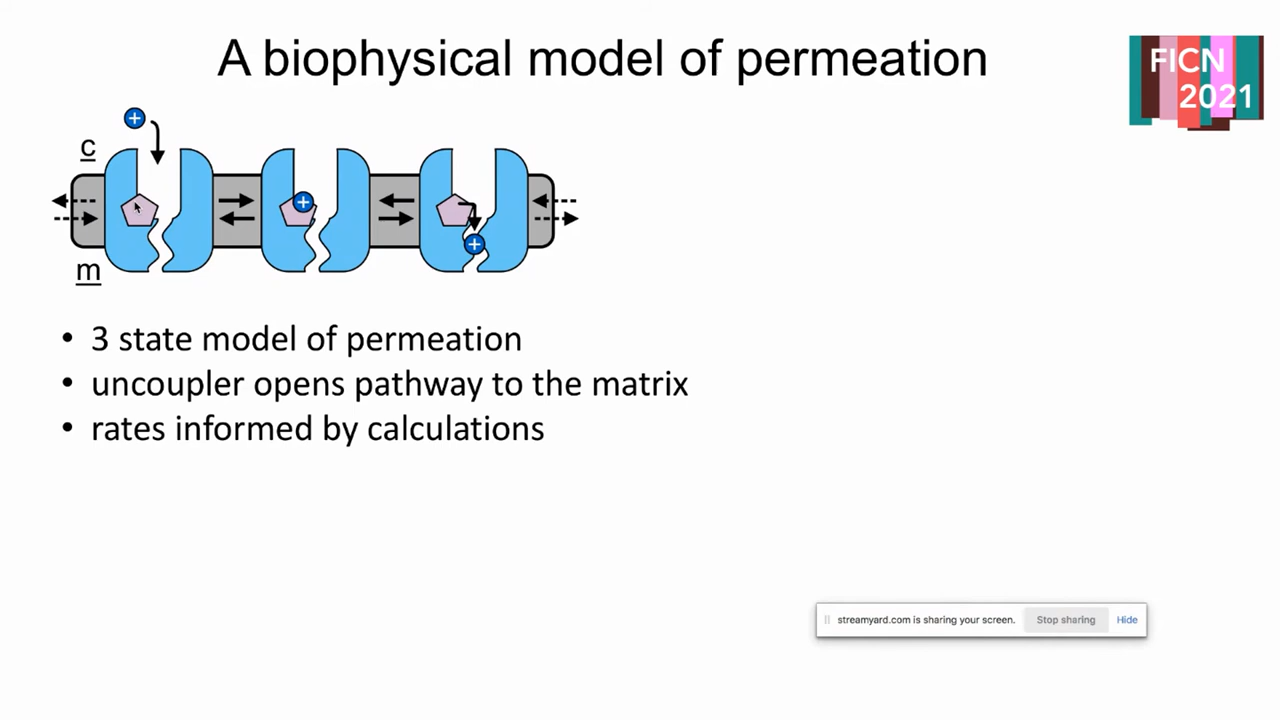 A biophysical model of permeation
FICN
2021
+
c
+
+
m
• 3 state model of permeation
• uncoupler opens pathway to the matrix
• rates informed by calculations
streamyard.com is sharing your screen. Stop sharing Hide